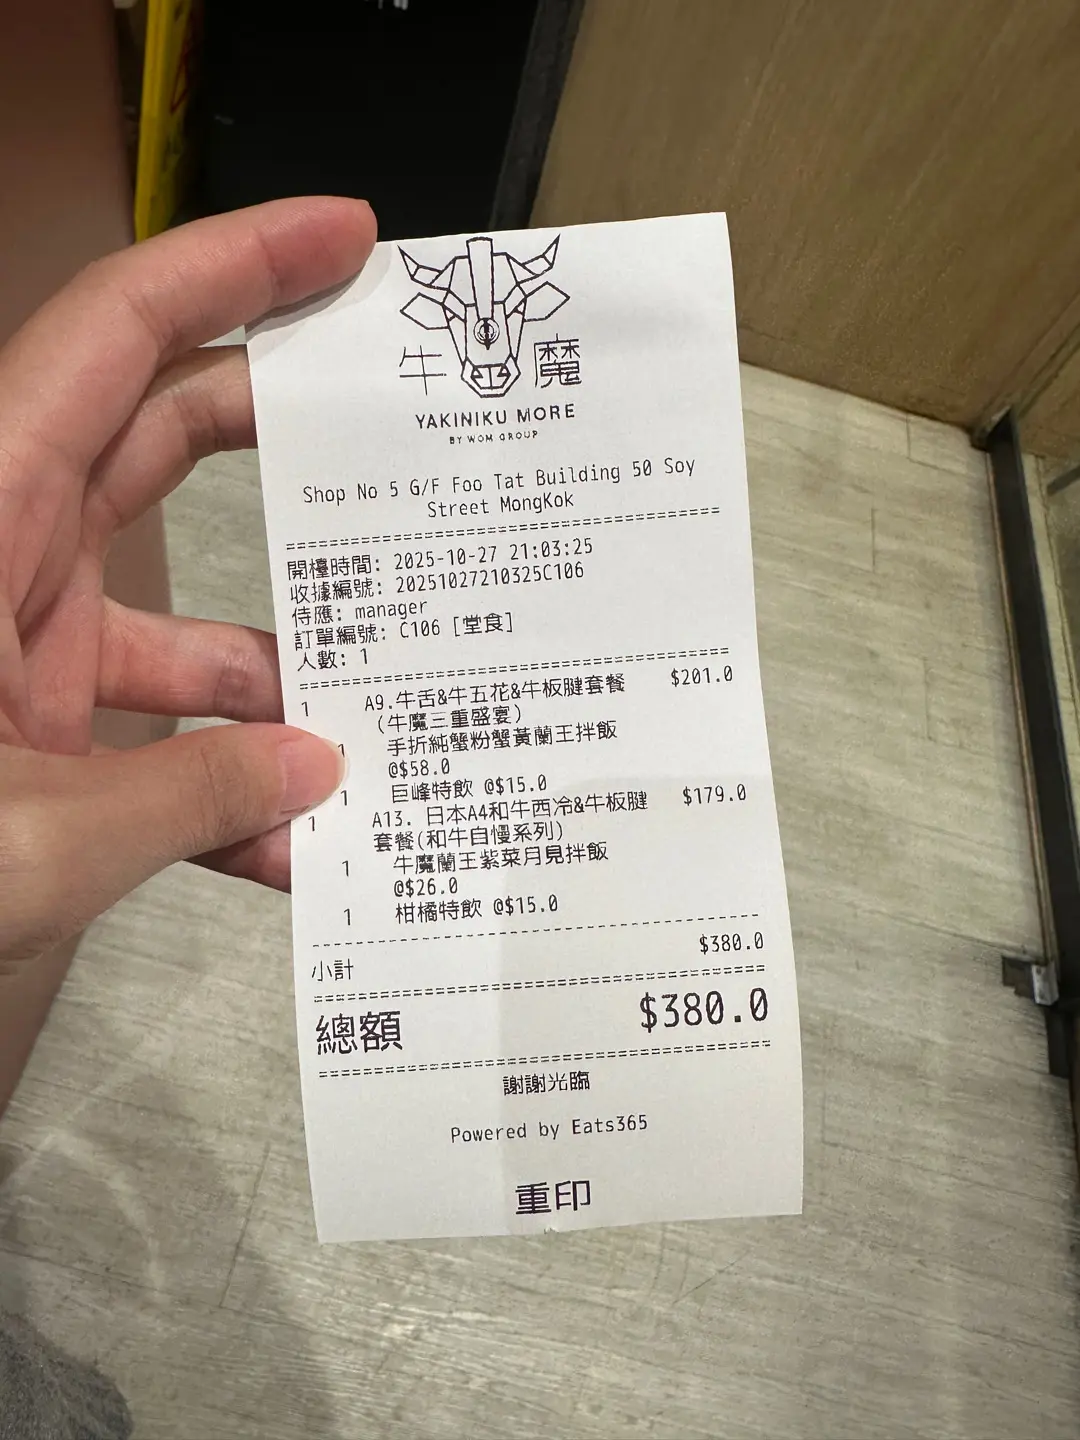 牛 魔
YAKINIKU MORE
BY WOM GROUP
Shop No 5 G/F Foo Tat Building 50 Soy
Street MongKok
開檯時間: 2025-10-27 21:03:25
收據編號: 20251027210325C106
侍應: manager
訂單編號: C106 [堂食]
人數: 1
1 A9.牛舌&牛五花&牛板腱套餐 $201.0
(牛魔三重盛宴)
1 手折純蟹粉蟹黃蘭王拌飯
@$58.0
1 巨峰特飲 @$15.0
1 A13. 日本A4和牛西冷&牛板腱 $179.0
套餐(和牛自慢系列)
1 牛魔蘭王紫菜月見拌飯
@$26.0
1 柑橘特飲 @$15.0
小計 $380.0
總額 $380.0
謝謝光臨
Powered by Eats365
重印